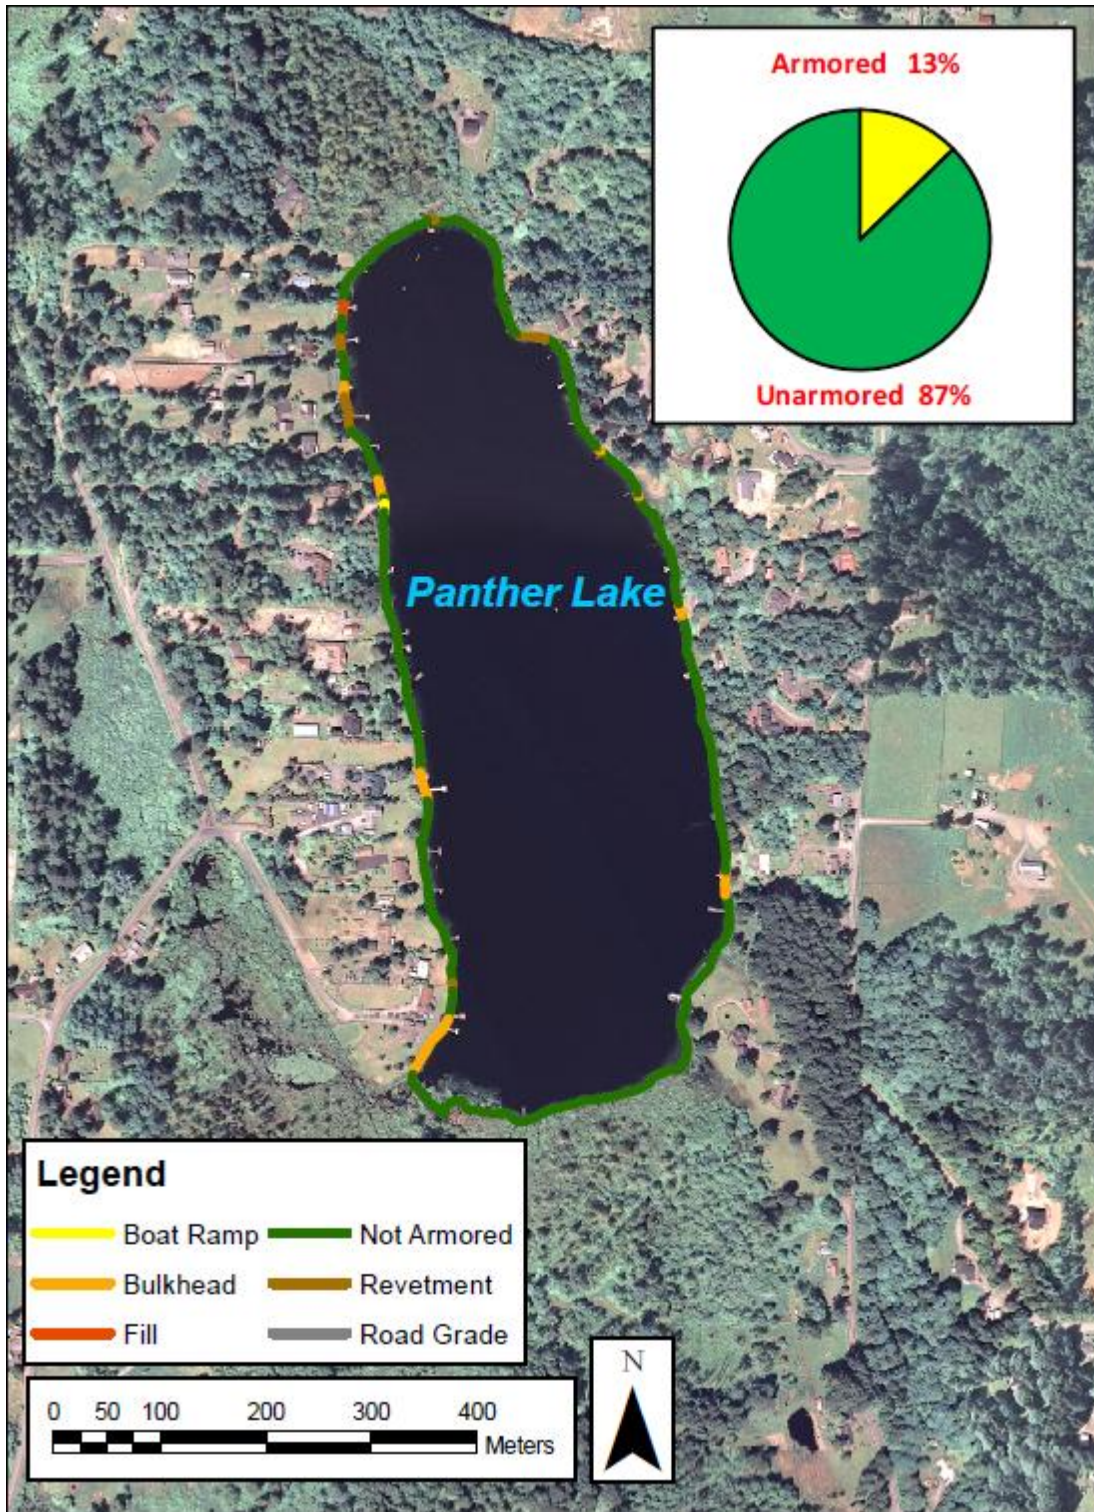 Armored 13%
Unarmored 87%
Panther Lake
Legend
Boat Ramp
Not Armored
Bulkhead
Revetment
Fill
Road Grade
N
0 50 100 200 300 400
Meters